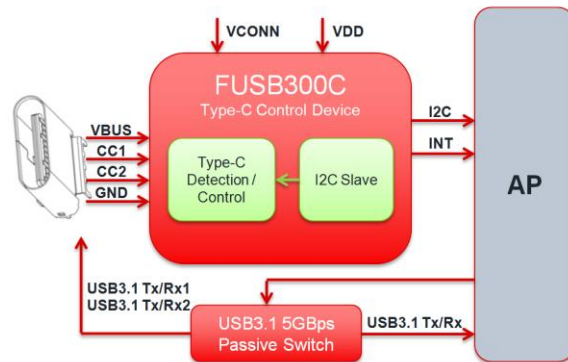 VCONN
VDD
FUSB300C
Type-C Control Device
VBUS
CC1
CC2
GND
Type-C
Detection /
Control
I2C Slave
I2C
INT
AP
USB3.1 Tx/Rx1
USB3.1 Tx/Rx2
USB3.1 5GBps
Passive Switch
USB3.1 Tx/Rx